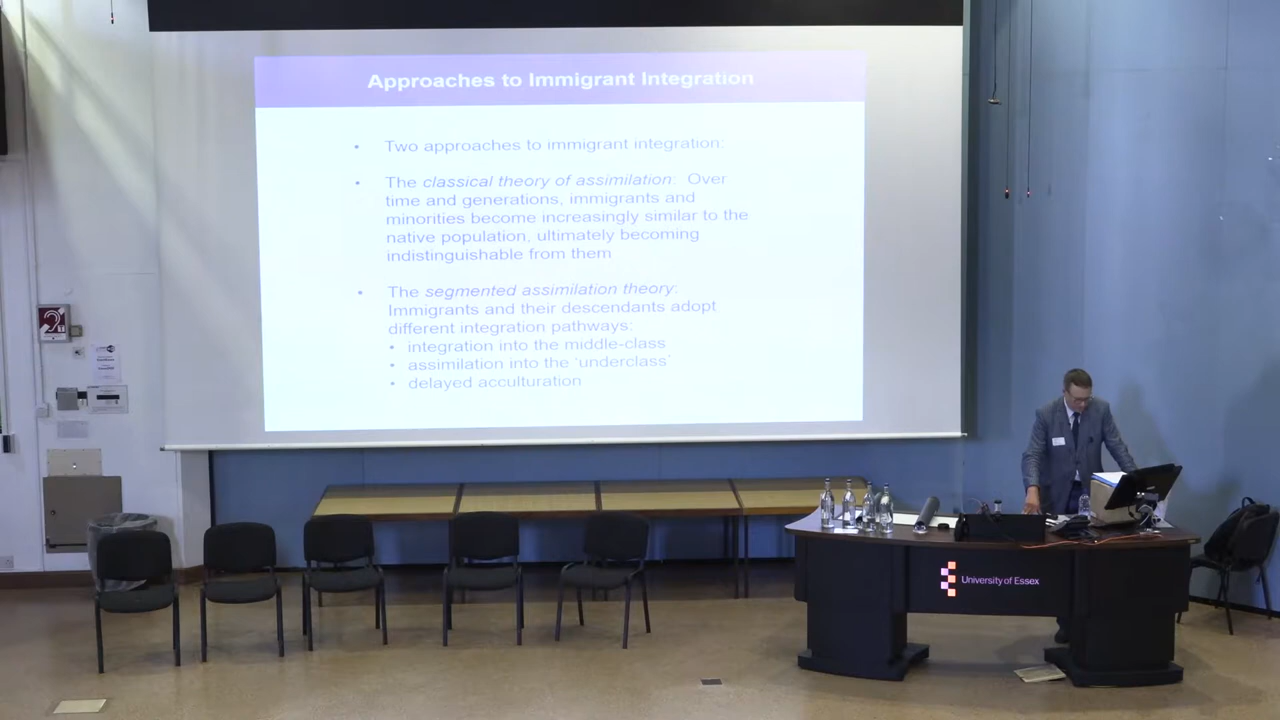 Approaches to Immigrant Integration
• Two approaches to immigrant integration:
• The classical theory of assimilation: Over
time and generations, immigrants and
minorities become increasingly similar to the
native population, ultimately becoming
indistinguishable from them
• The segmented assimilation theory:
Immigrants and their descendants adopt
different integration pathways:
• integration into the middle-class
• assimilation into the ‘underclass’
• delayed acculturation
University of Essex